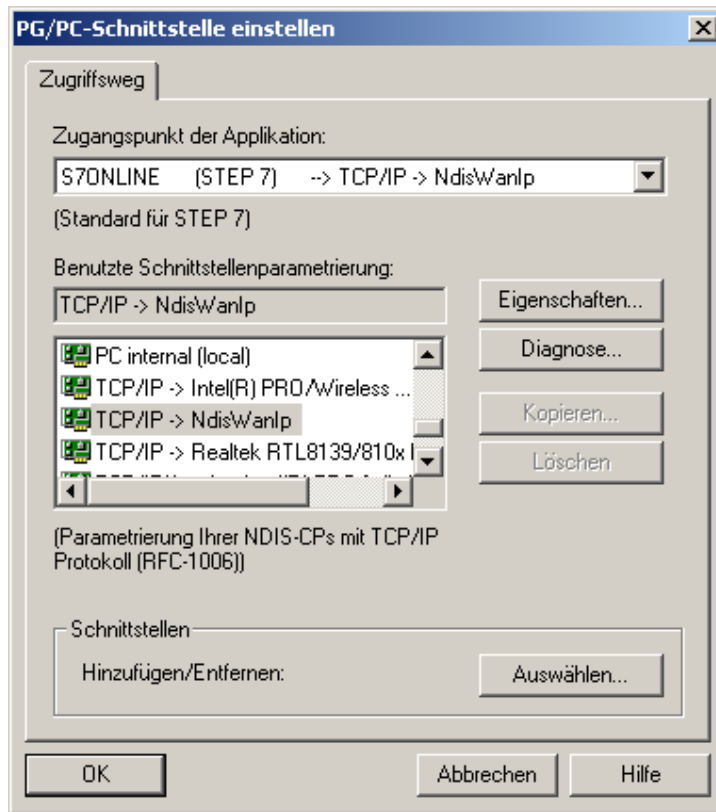 PG/PC-Schnittstelle einstellen
Zugriffsweg
Zugangspunkt der Applikation:
S7ONLINE (STEP 7) --> TCP/IP -> NdisWanIp
(Standard für STEP 7)
Benutzte Schnittstellenparametrierung:
TCP/IP -> NdisWanIp
Eigenschaften...
Diagnose...
PC internal (local)
TCP/IP -> Intel(R) PRO/Wireless ...
TCP/IP -> NdisWanIp
TCP/IP -> Realtek RTL8139/810x
Kopieren...
Löschen
(Parametrierung Ihrer NDIS-CPs mit TCP/IP
Protokoll (RFC-1006))
Schnittstellen
Hinzufügen/Entfernen:
Auswählen...
OK
Abbrechen
Hilfe